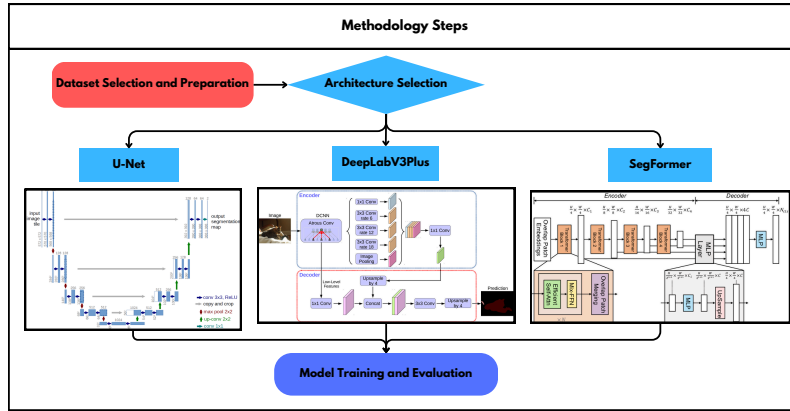 Methodology Steps
Dataset Selection and Preparation
Architecture Selection
U-Net
DeepLabV3Plus
SegFormer
input
image
tile
output
segmentation
map
conv 3x3, ReLU
copy and crop
max pool 2x2
up-conv 2x2
conv 1x1
Encoder
Image
DCNN
Atrous Conv
1x1 Conv
3x3 Conv
rate 6
3x3 Conv
rate 12
3x3 Conv
rate 18
Image
Pooling
1x1 Conv
Decoder
Low-Level
Features
Upsample
by 4
1x1 Conv
Concat
3x3 Conv
Upsample
by 4
Prediction
Encoder
Decoder
Overlap Patch
Embeddings
Transformer
Block 1
Transformer
Block 2
Transformer
Block 3
Transformer
Block 4
MLP
Layer
MLP
Efficient
Self-Attn
Mix-FFN
Overlap Patch
Merging
MLP
UpSample
Model Training and Evaluation